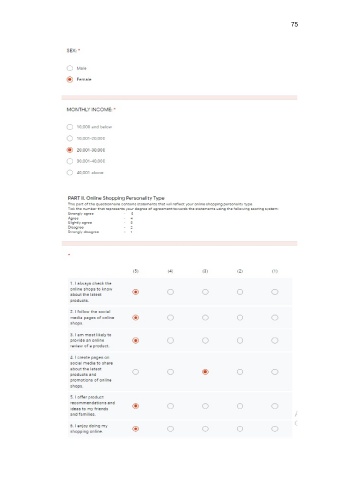 75
SEX: *
Male
Female
MONTHLY INCOME: *
10,000 and below
10,001-20,000
20,001-30,000
30,001-40,000
40,001 above
PART II. Online Shopping Personality Type
This part of the questionnaire contains statements that will reflect your online shopping personality type.
Tick the number that represents your degree of agreement towards the statements using the following scoring system:
Strongly agree - 5
Agree - 4
Slightly agree - 3
Disagree - 2
Strongly disagree - 1
*
(5) (4) (3) (2) (1)
1. I always check the
online shops to know
about the latest
products.
2. I follow the social
media pages of online
shops
3. I am most likely to
provide an online
review of a product.
4. I create pages on
social media to share
about the latest
products and
promotions of online
shops.
5. I offer product
recommendations and
ideas to my friends
and families.
6. I enjoy doing my
shopping online